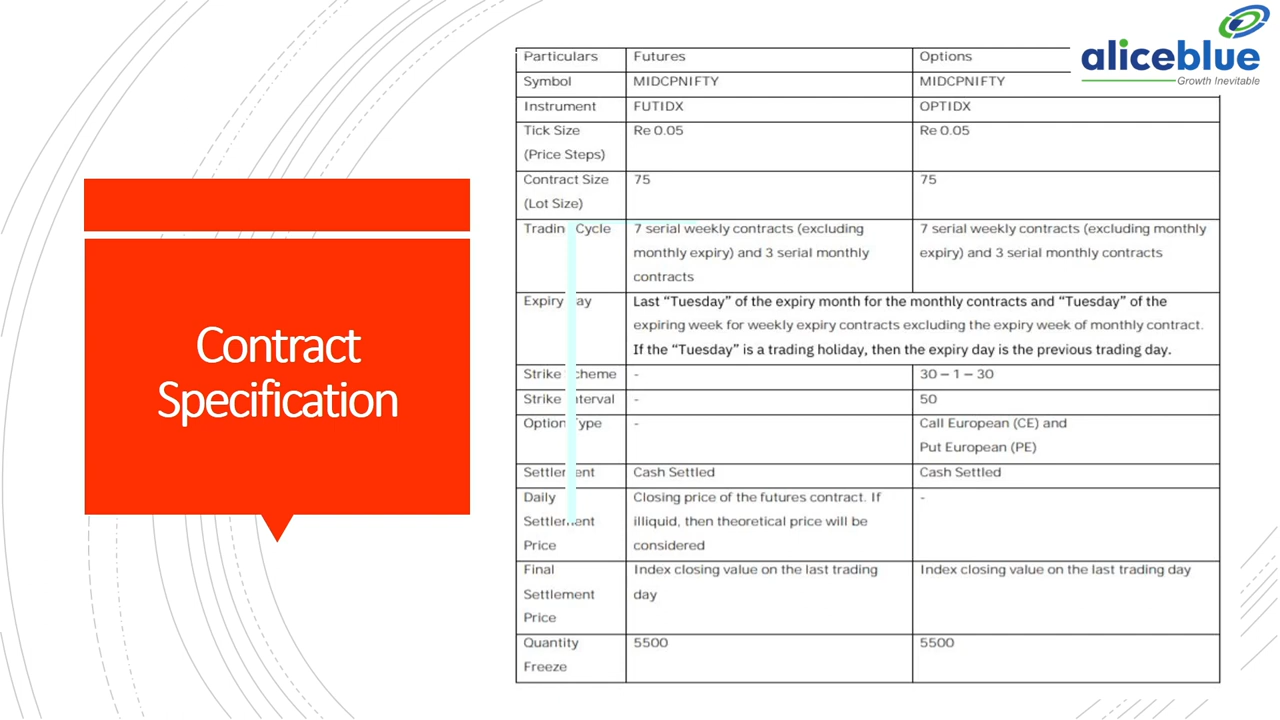 aliceblue
Growth Inevitable
Contract
Specification
Particulars Futures Options
Symbol MIDCPNIFTY MIDCPNIFTY
Instrument FUTIDX OPTIDX
Tick Size
(Price Steps) Re 0.05 Re 0.05
Contract Size
(Lot Size) 75 75
Trading Cycle
7 serial weekly contracts (excluding
monthly expiry) and 3 serial monthly
contracts
7 serial weekly contracts (excluding monthly
expiry) and 3 serial monthly contracts
Expiry Day
Last “Tuesday” of the expiry month for the monthly contracts and “Tuesday” of the
expiring week for weekly expiry contracts excluding the expiry week of monthly contract.
If the “Tuesday” is a trading holiday, then the expiry day is the previous trading day.
Strike Scheme - 30 – 1 – 30
Strike Interval - 50
Option Type -
Call European (CE) and
Put European (PE)
Settlement Cash Settled Cash Settled
Daily
Settlement
Price
Closing price of the futures contract. If
illiquid, then theoretical price will be
considered
-
Final
Settlement
Price
Index closing value on the last trading
day
Index closing value on the last trading day
Quantity
Freeze
5500 5500